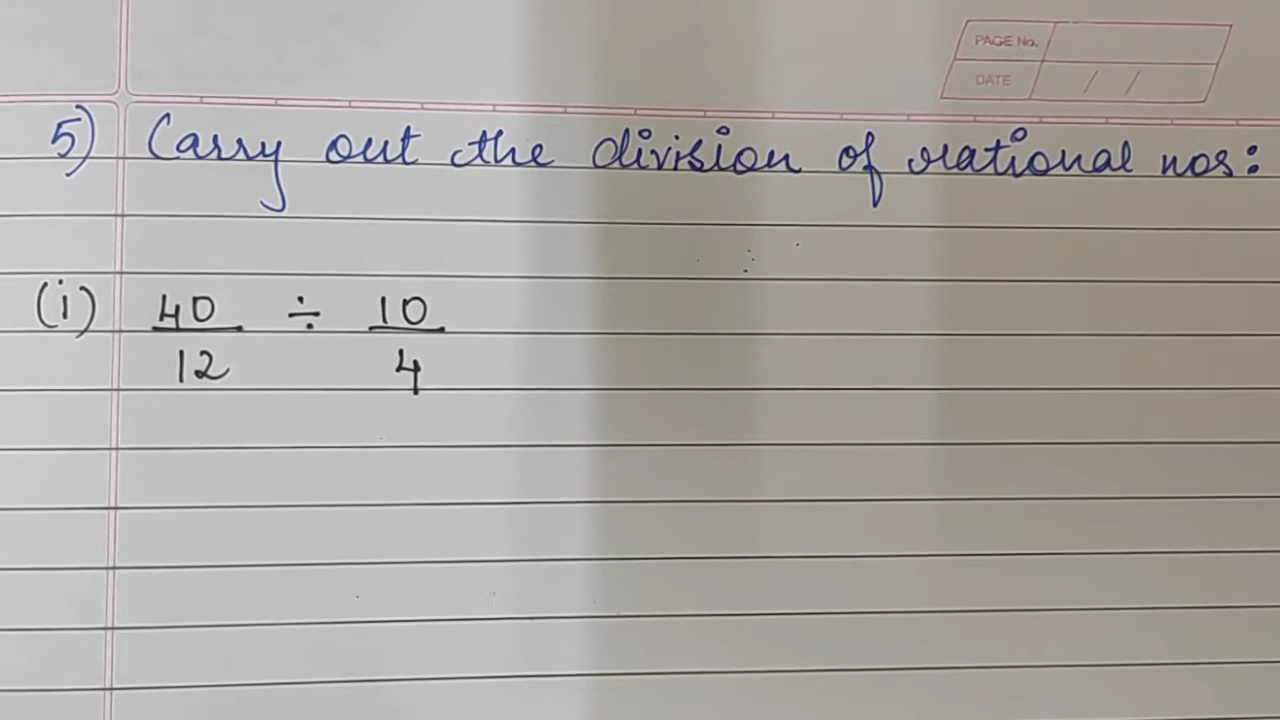 PAGE No.
DATE / /
5) Carry out the division of rational nos:
(i) 40/12 ÷ 10/4